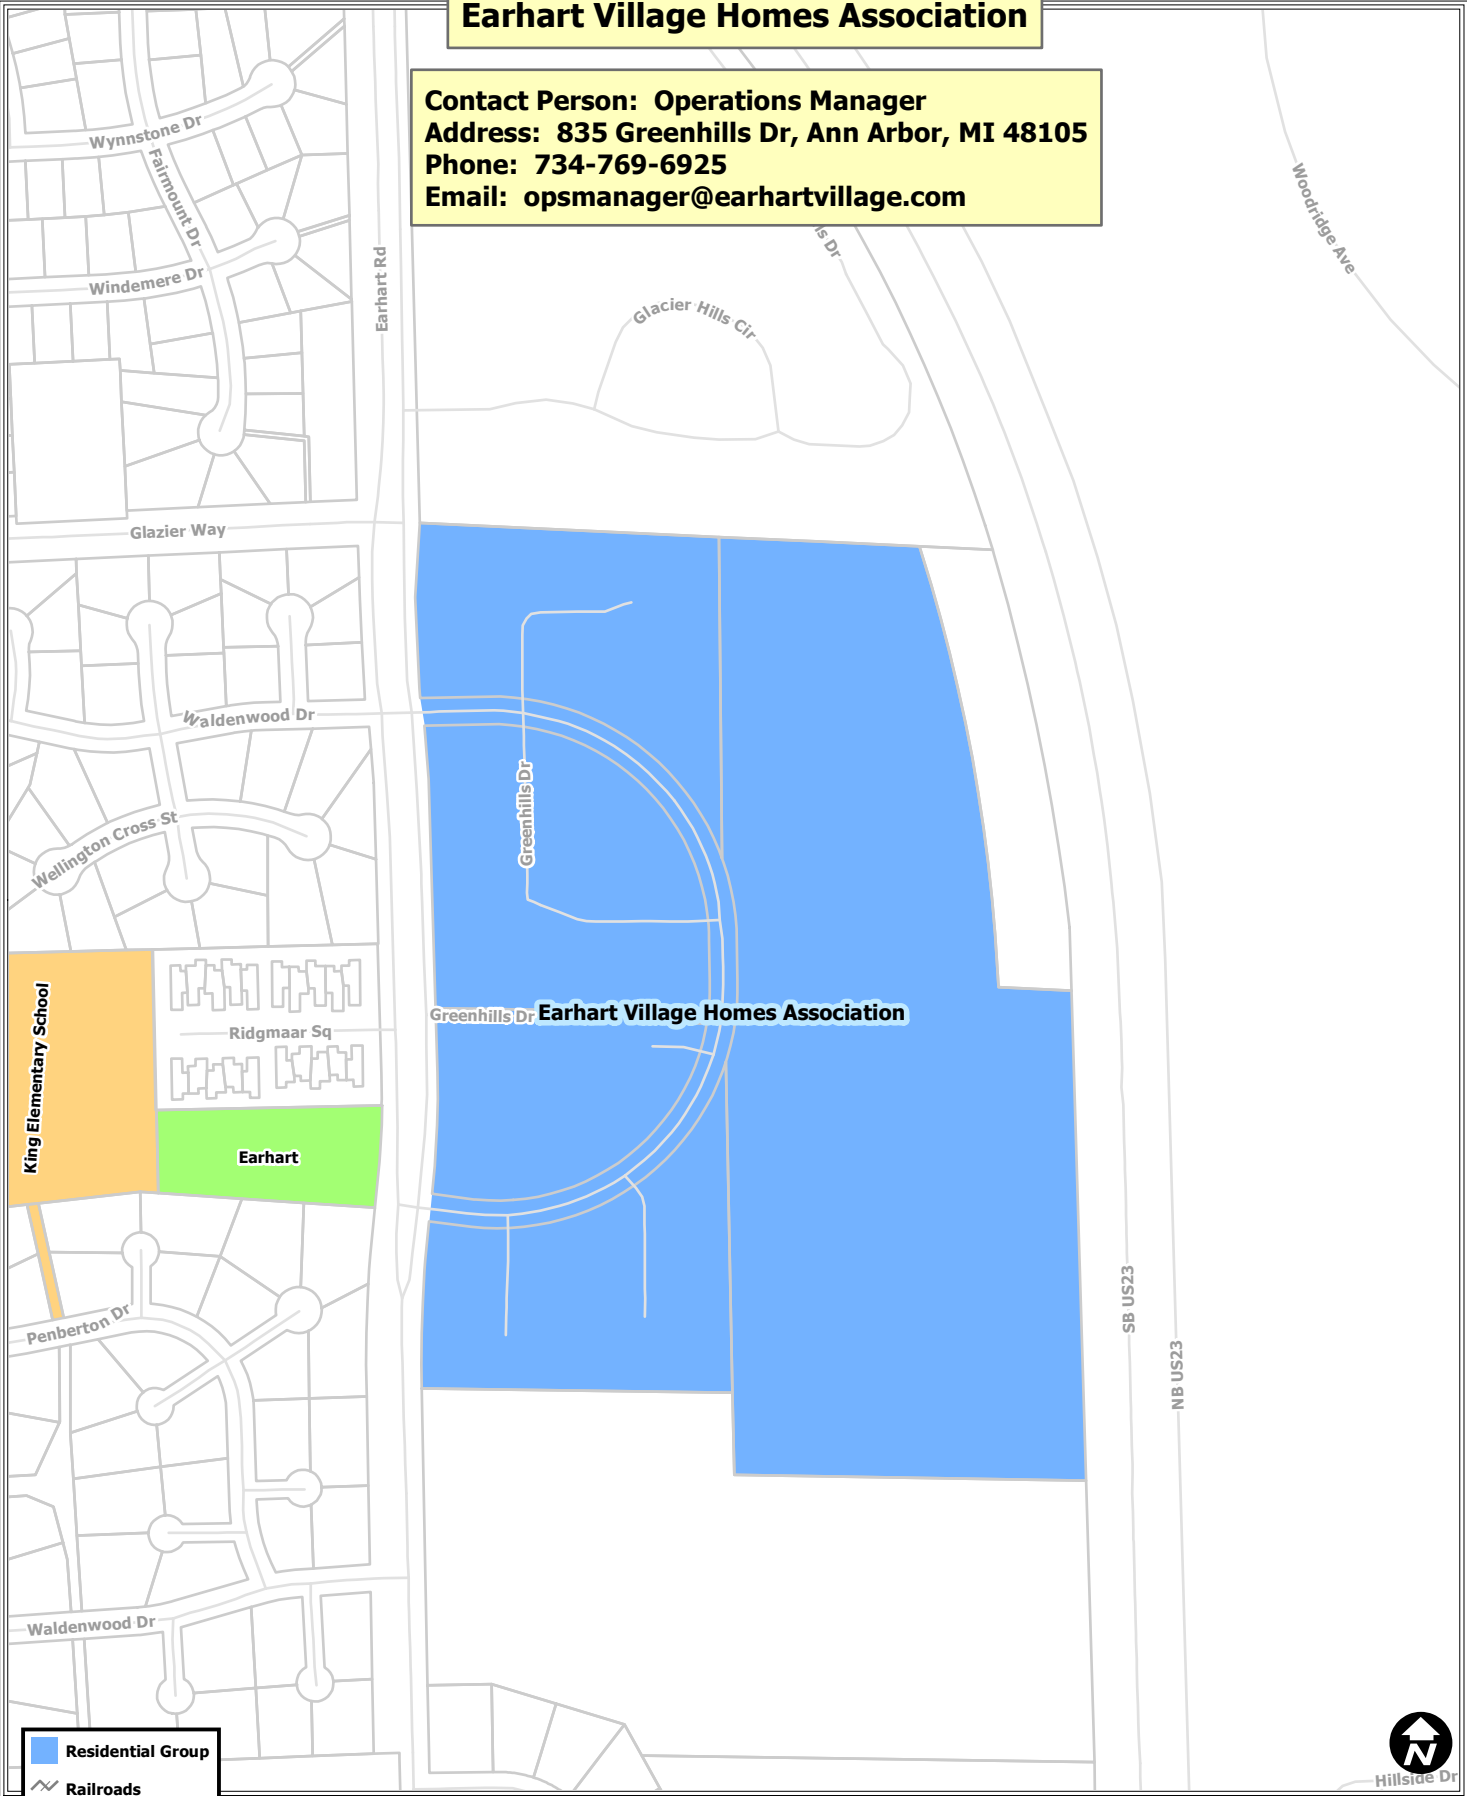 Earhart Village Homes Association
Contact Person: Operations Manager
Address: 835 Greenhills Dr, Ann Arbor, MI 48105
Phone: 734-769-6925
Email: opsmanager@earhartvillage.com
Wynnstone Dr
Fairmount Dr
Windemere Dr
Earhart Rd
ls Dr
Woodridge Ave
Glacier Hills Cir
Glazier Way
Waldenwood Dr
Greenhills Dr
Wellington Cross St
King Elementary School
Ridgmaar Sq
Greenhills Dr
Earhart Village Homes Association
Earhart
Penberton Dr
SB US23
NB US23
Waldenwood Dr
Residential Group
Railroads
N
Hillside Dr